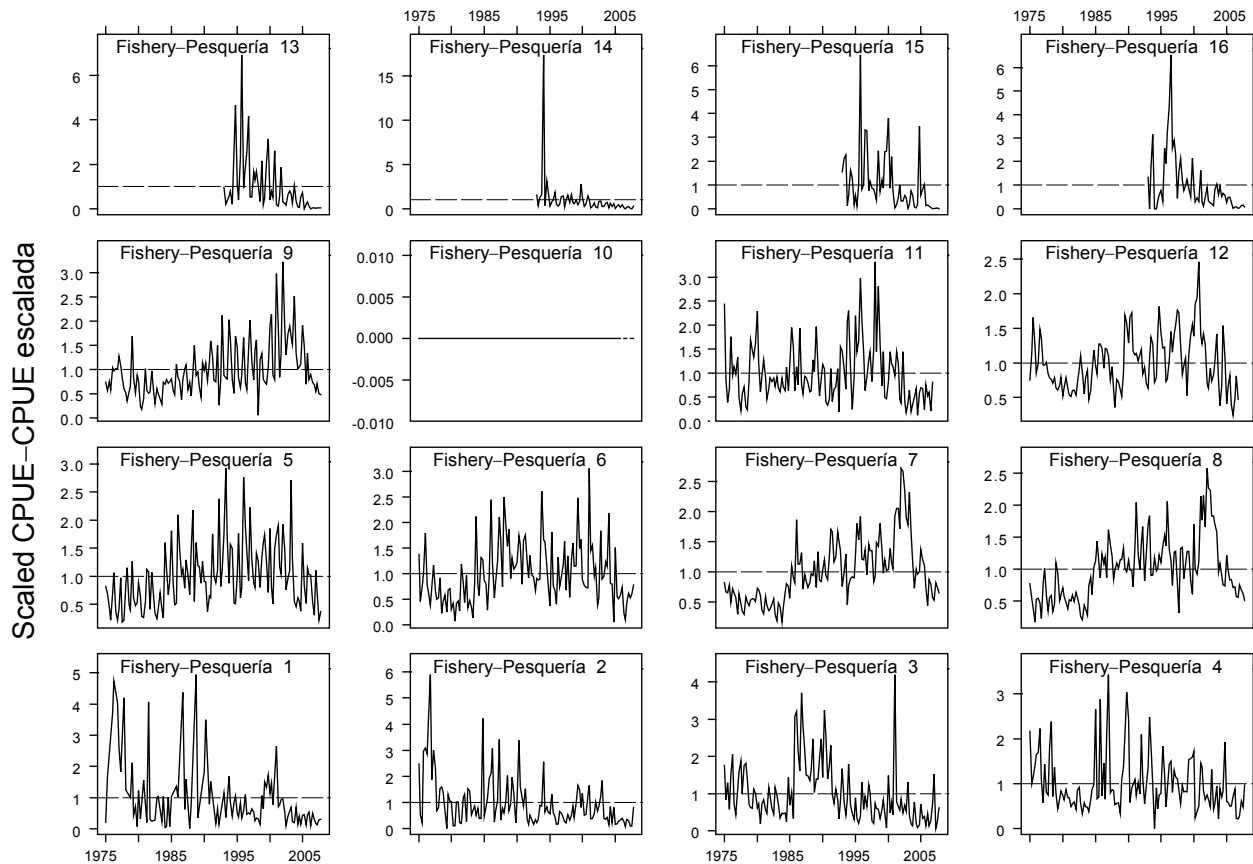 1975 1985 1995 2005
1975 1985 1995 2005
Fishery–Pesquería 13
0 1 2 4 6
Fishery–Pesquería 14
0 1 5 10 15
Fishery–Pesquería 15
0 1 2 3 4 5 6
Fishery–Pesquería 16
0 1 2 3 4 5 6
Scaled CPUE–CPUE escalada
Fishery–Pesquería 9
0.0 0.5 1.0 1.5 2.0 2.5 3.0
Fishery–Pesquería 10
-0.010 -0.005 0.000 0.005 0.010
Fishery–Pesquería 11
0.0 0.5 1.0 1.5 2.0 2.5 3.0
Fishery–Pesquería 12
0.5 1.0 1.5 2.0 2.5
Fishery–Pesquería 5
0.5 1.0 1.5 2.0 2.5 3.0
Fishery–Pesquería 6
0.0 0.5 1.0 1.5 2.0 2.5 3.0
Fishery–Pesquería 7
0.5 1.0 1.5 2.0 2.5
Fishery–Pesquería 8
0.5 1.0 1.5 2.0 2.5
Fishery–Pesquería 1
0 1 2 3 4 5
Fishery–Pesquería 2
0 1 2 3 4 5 6
Fishery–Pesquería 3
0 1 2 3 4
Fishery–Pesquería 4
0 1 2 3
1975 1985 1995 2005
1975 1985 1995 2005